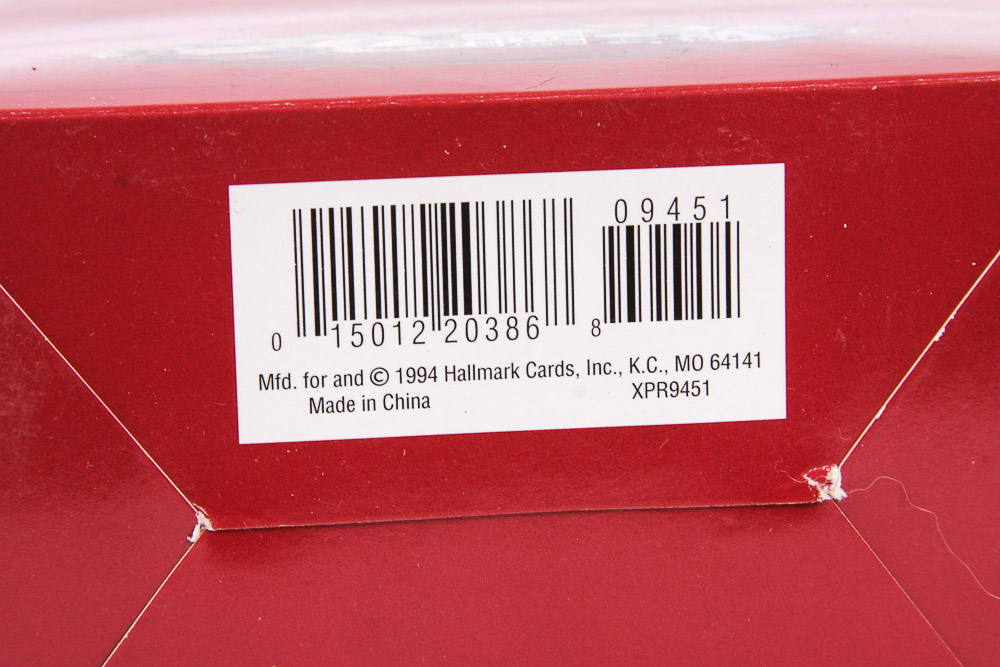 09451
0 15012 20386 8
Mfd. for and © 1994 Hallmark Cards, Inc., K.C., MO 64141
Made in China XPR9451